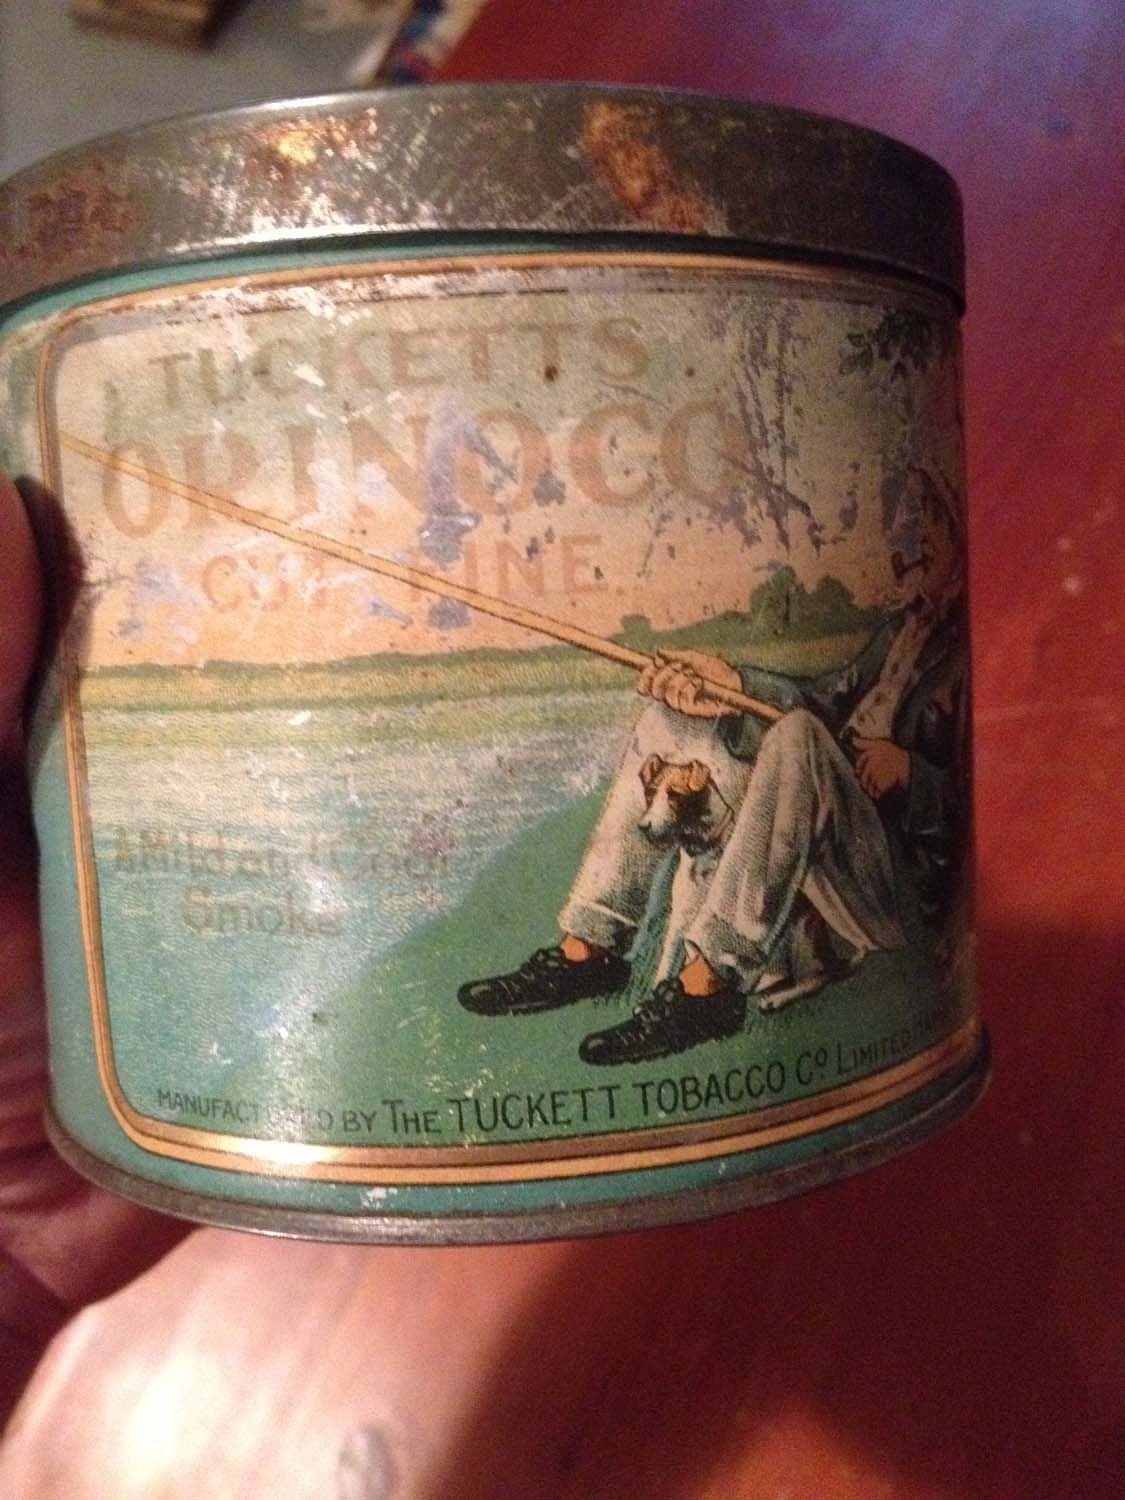 TUCKETTS
ORINOCO
CUT FINE
A Mild and Cool
Smoke
MANUFACTURED BY THE TUCKETT TOBACCO Cº LIMITED